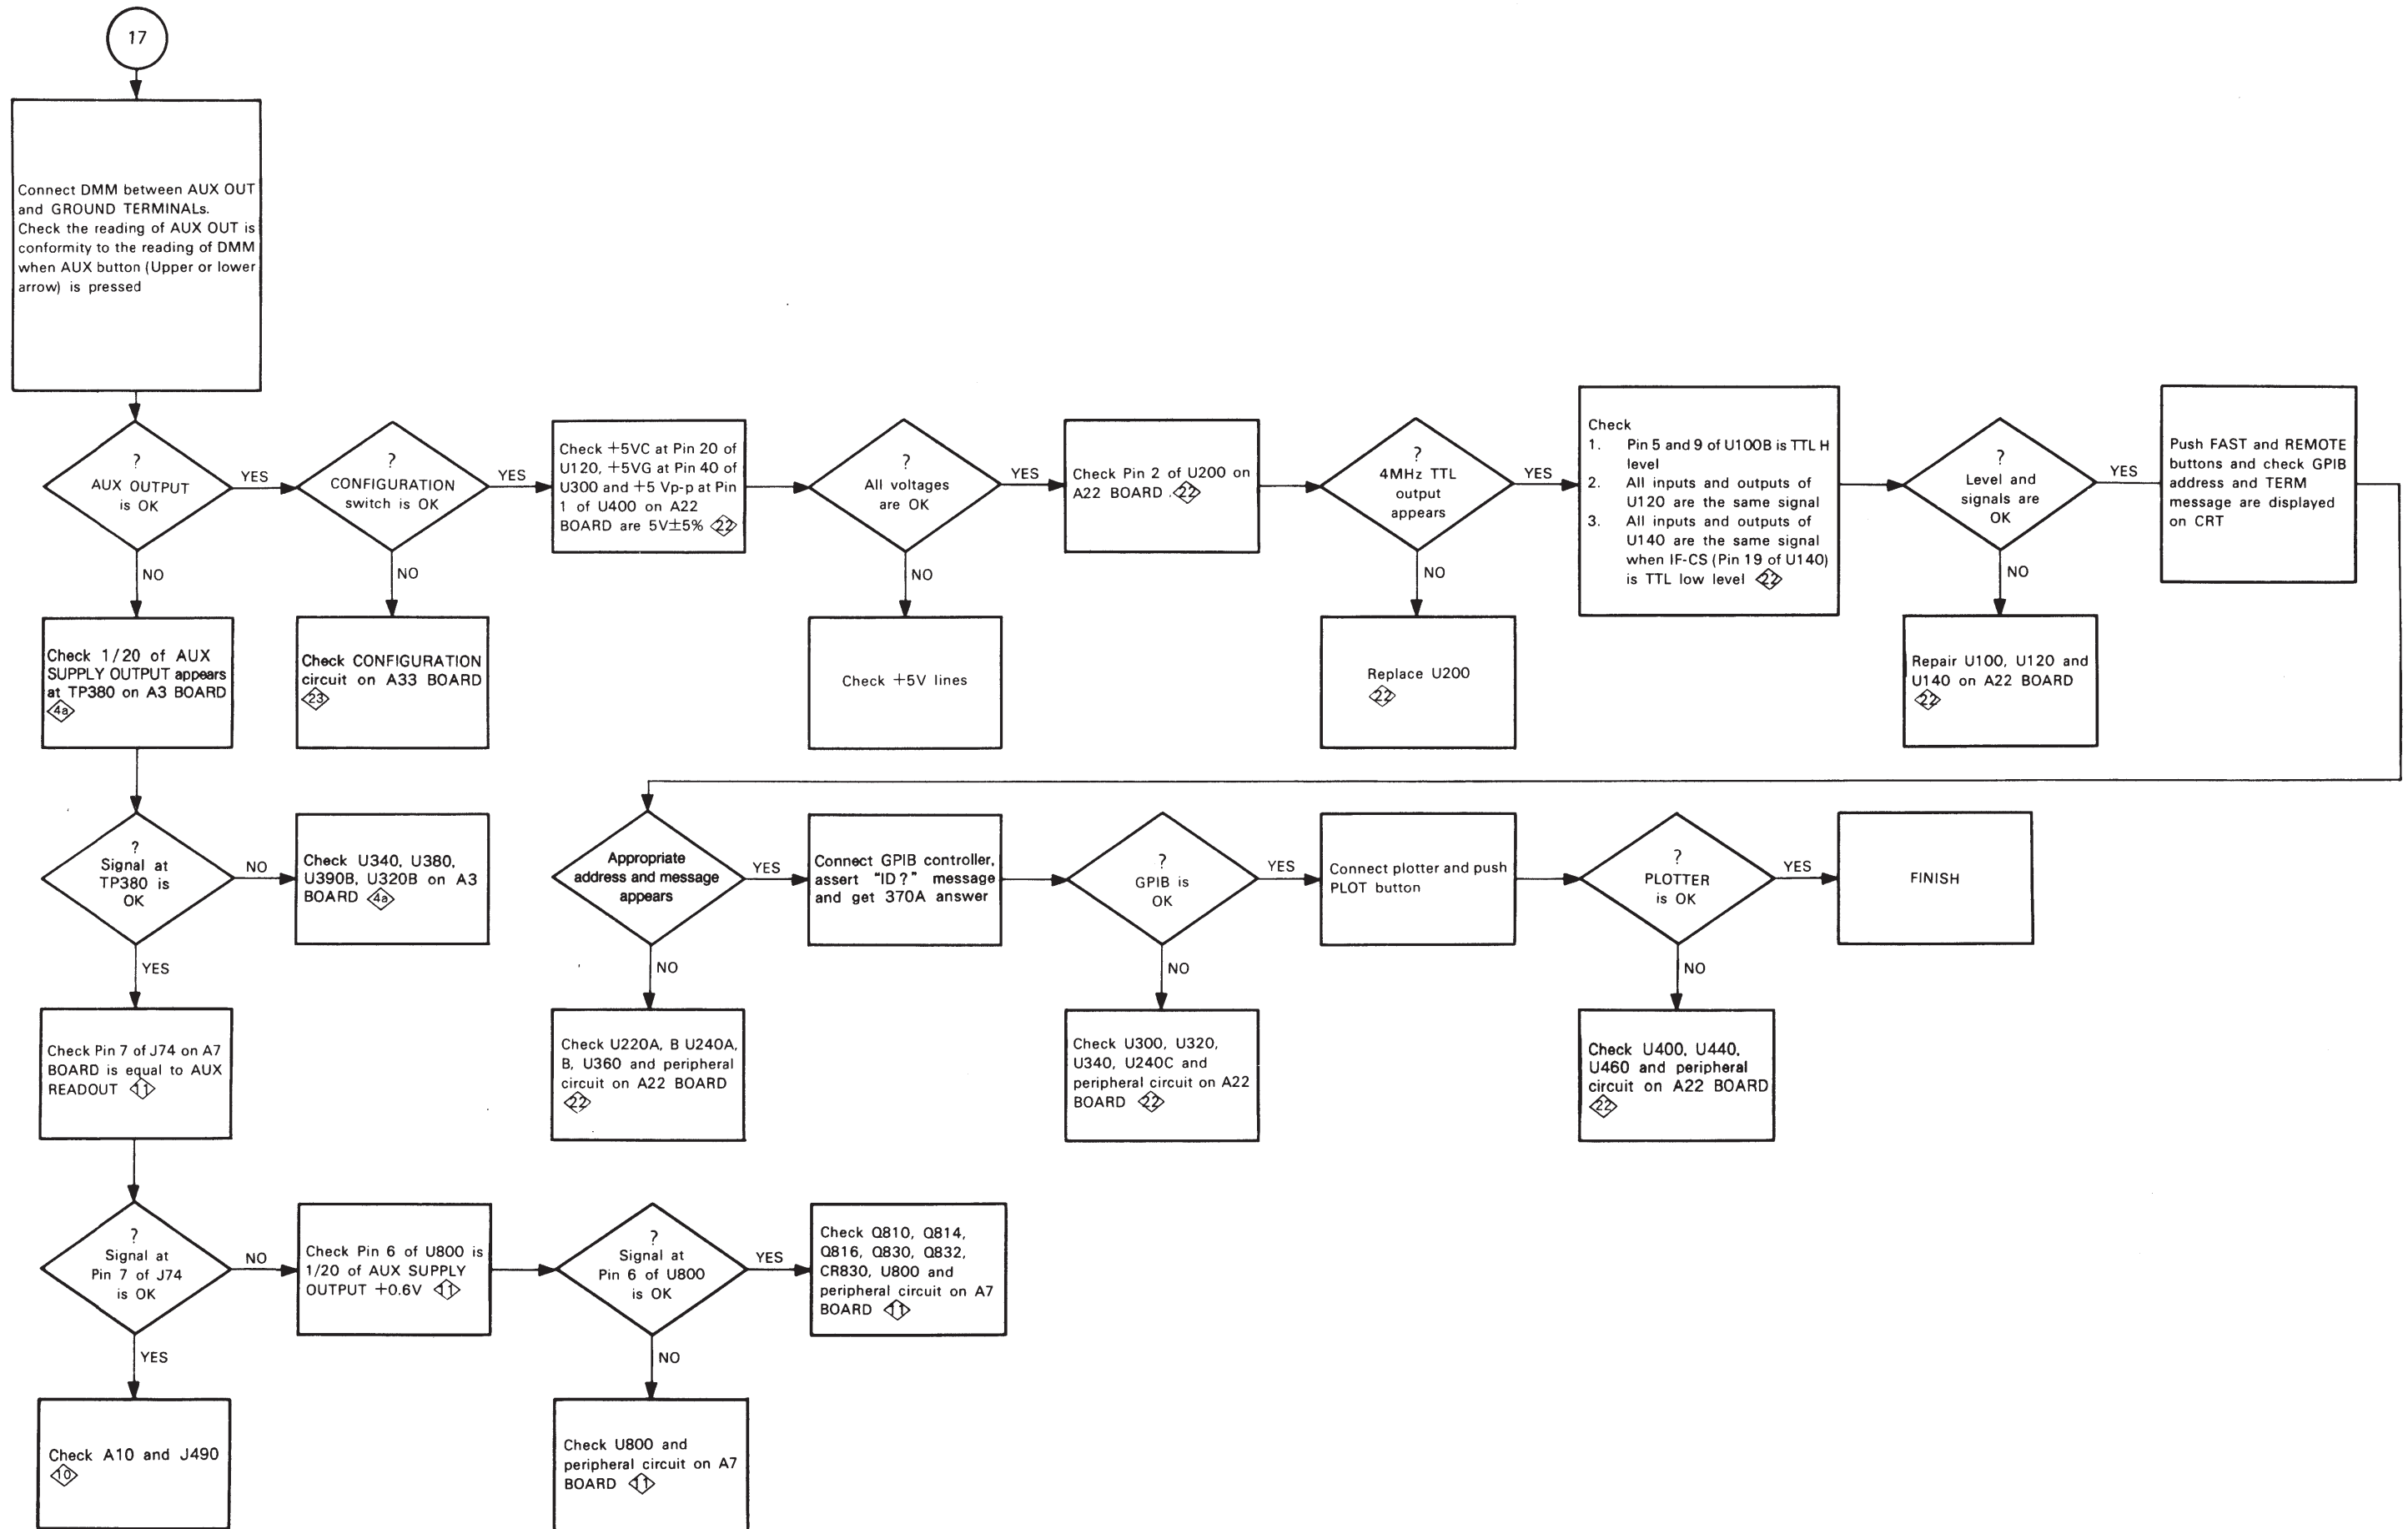 17
Connect DMM between AUX OUT
and GROUND TERMINALs.
Check the reading of AUX OUT is
conformity to the reading of DMM
when AUX button (Upper or lower
arrow) is pressed
?
AUX OUTPUT
is OK
YES
NO
?
CONFIGURATION
switch is OK
YES
NO
Check +5VC at Pin 20 of
U120, +5VG at Pin 40 of
U300 and +5 Vp-p at Pin
1 of U400 on A22
BOARD are 5V±5% 22
?
All voltages
are OK
YES
NO
Check Pin 2 of U200 on
A22 BOARD. 22
?
4MHz TTL
output
appears
YES
NO
Check
1. Pin 5 and 9 of U100B is TTL H
level
2. All inputs and outputs of
U120 are the same signal
3. All inputs and outputs of
U140 are the same signal
when IF-CS (Pin 19 of U140)
is TTL low level 22
?
Level and
signals are
OK
YES
NO
Push FAST and REMOTE
buttons and check GPIB
address and TERM
message are displayed
on CRT
Check 1/20 of AUX
SUPPLY OUTPUT appears
at TP380 on A3 BOARD
4a
Check CONFIGURATION
circuit on A33 BOARD
23
Check +5V lines
Replace U200
22
Repair U100, U120 and
U140 on A22 BOARD
22
?
Signal at
TP380 is
OK
NO
YES
Check U340, U380,
U390B, U320B on A3
BOARD 4a
Appropriate
address and message
appears
YES
NO
Connect GPIB controller,
assert "ID?" message
and get 370A answer
?
GPIB is
OK
YES
NO
Connect plotter and push
PLOT button
?
PLOTTER
is OK
YES
NO
FINISH
Check Pin 7 of J74 on A7
BOARD is equal to AUX
READOUT 11
Check U220A, B U240A,
B, U360 and peripheral
circuit on A22 BOARD
22
Check U300, U320,
U340, U240C and
peripheral circuit on A22
BOARD 22
Check U400, U440,
U460 and peripheral
circuit on A22 BOARD
22
?
Signal at
Pin 7 of J74
is OK
NO
YES
Check Pin 6 of U800 is
1/20 of AUX SUPPLY
OUTPUT +0.6V 11
?
Signal at
Pin 6 of U800
is OK
YES
NO
Check Q810, Q814,
Q816, Q830, Q832,
CR830, U800 and
peripheral circuit on A7
BOARD 11
Check A10 and J490
10
Check U800 and
peripheral circuit on A7
BOARD 11